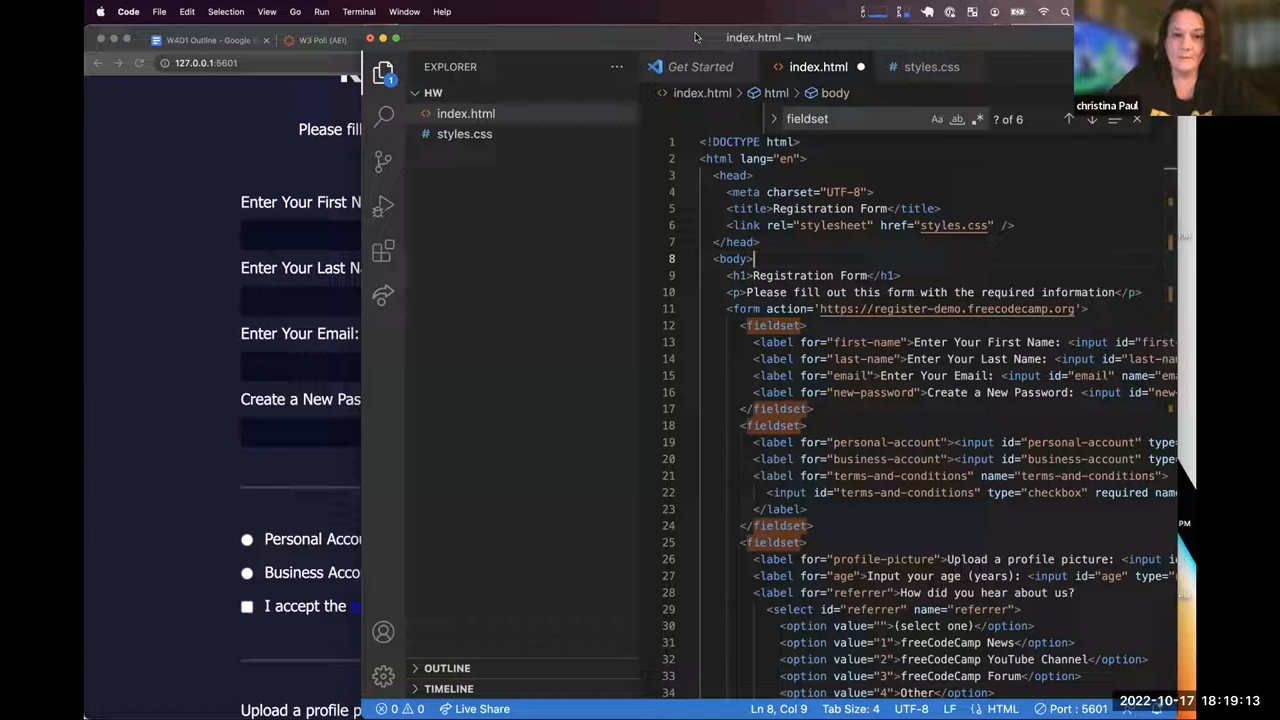 Code File Edit Selection View Go Run Terminal Window Help
W4D1 Outline - Google
W3 Poll (AEI)
127.0.0.1:5601
Please fil
Enter Your First N
Enter Your Last N
Enter Your Email:
Create a New Pas
Personal Accou
Business Acco
I accept the
Upload a profile p
index.html — hw
EXPLORER
HW
index.html
styles.css
OUTLINE
TIMELINE
Get Started
index.html
styles.css
index.html > html > body
fieldset
Aa ab ? of 6
1 <!DOCTYPE html>
2 <html lang="en">
3 <head>
4 <meta charset="UTF-8">
5 <title>Registration Form</title>
6 <link rel="stylesheet" href="styles.css" />
7 </head>
8 <body>
9 <h1>Registration Form</h1>
10 <p>Please fill out this form with the required information</p>
11 <form action='https://register-demo.freecodecamp.org'>
12 <fieldset>
13 <label for="first-name">Enter Your First Name: <input id="first-
14 <label for="last-name">Enter Your Last Name: <input id="last-na
15 <label for="email">Enter Your Email: <input id="email" name="em
16 <label for="new-password">Create a New Password: <input id="new
17 </fieldset>
18 <fieldset>
19 <label for="personal-account"><input id="personal-account" type=
20 <label for="business-account"><input id="business-account" type=
21 <label for="terms-and-conditions" name="terms-and-conditions">
22 <input id="terms-and-conditions" type="checkbox" required nam
23 </label>
24 </fieldset>
25 <fieldset>
26 <label for="profile-picture">Upload a profile picture: <input id
27 <label for="age">Input your age (years): <input id="age" type="
28 <label for="referrer">How did you hear about us?
29 <select id="referrer" name="referrer">
30 <option value="">(select one)</option>
31 <option value="1">freeCodeCamp News</option>
32 <option value="2">freeCodeCamp YouTube Channel</option>
33 <option value="3">freeCodeCamp Forum</option>
34 <option value="4">Other</option>
0 0 Live Share
Ln 8, Col 9 Tab Size: 4 UTF-8 LF HTML Port : 5601
christina Paul
PM
PM
2022-10-17 18:19:13